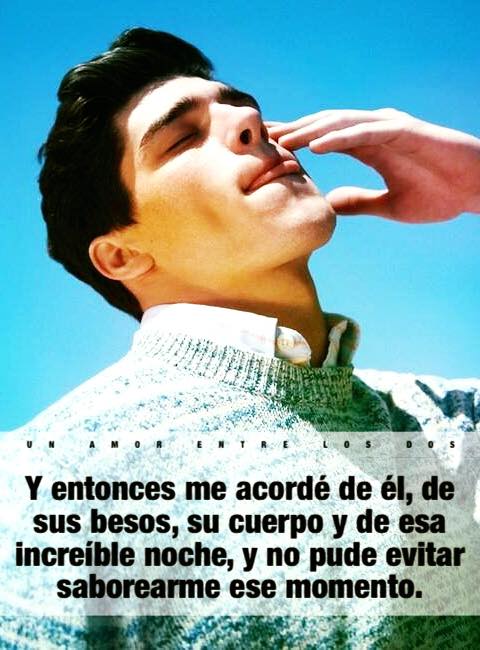 UN AMOR ENTRE LOS DOS
Y entonces me acordé de él, de
sus besos, su cuerpo y de esa
increíble noche, y no pude evitar
saborearme ese momento.